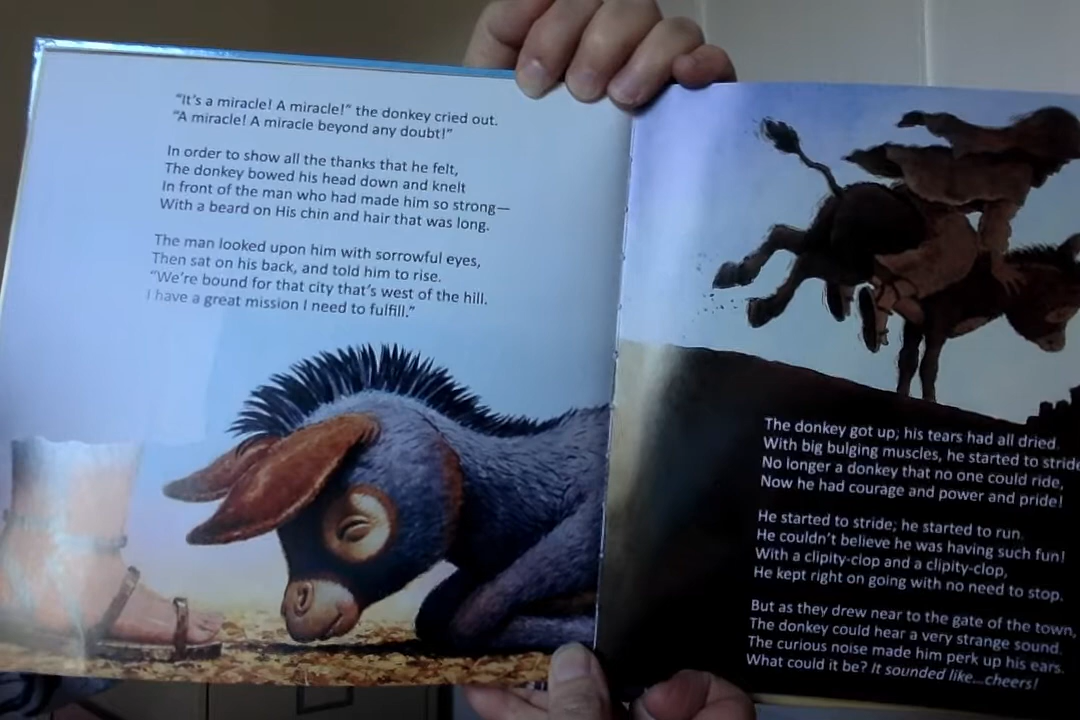 "It's a miracle! A miracle!" the donkey cried out.
"A miracle! A miracle beyond any doubt!"
In order to show all the thanks that he felt,
The donkey bowed his head down and knelt
In front of the man who had made him so strong—
With a beard on His chin and hair that was long.
The man looked upon him with sorrowful eyes,
Then sat on his back, and told him to rise.
"We're bound for that city that's west of the hill.
I have a great mission I need to fulfill."
The donkey got up; his tears had all dried.
With big bulging muscles, he started to stride
No longer a donkey that no one could ride,
Now he had courage and power and pride!
He started to stride; he started to run.
He couldn't believe he was having such fun!
With a clipity-clop and a clipity-clop,
He kept right on going with no need to stop.
But as they drew near to the gate of the town,
The donkey could hear a very strange sound.
The curious noise made him perk up his ears.
What could it be? It sounded like...cheers!